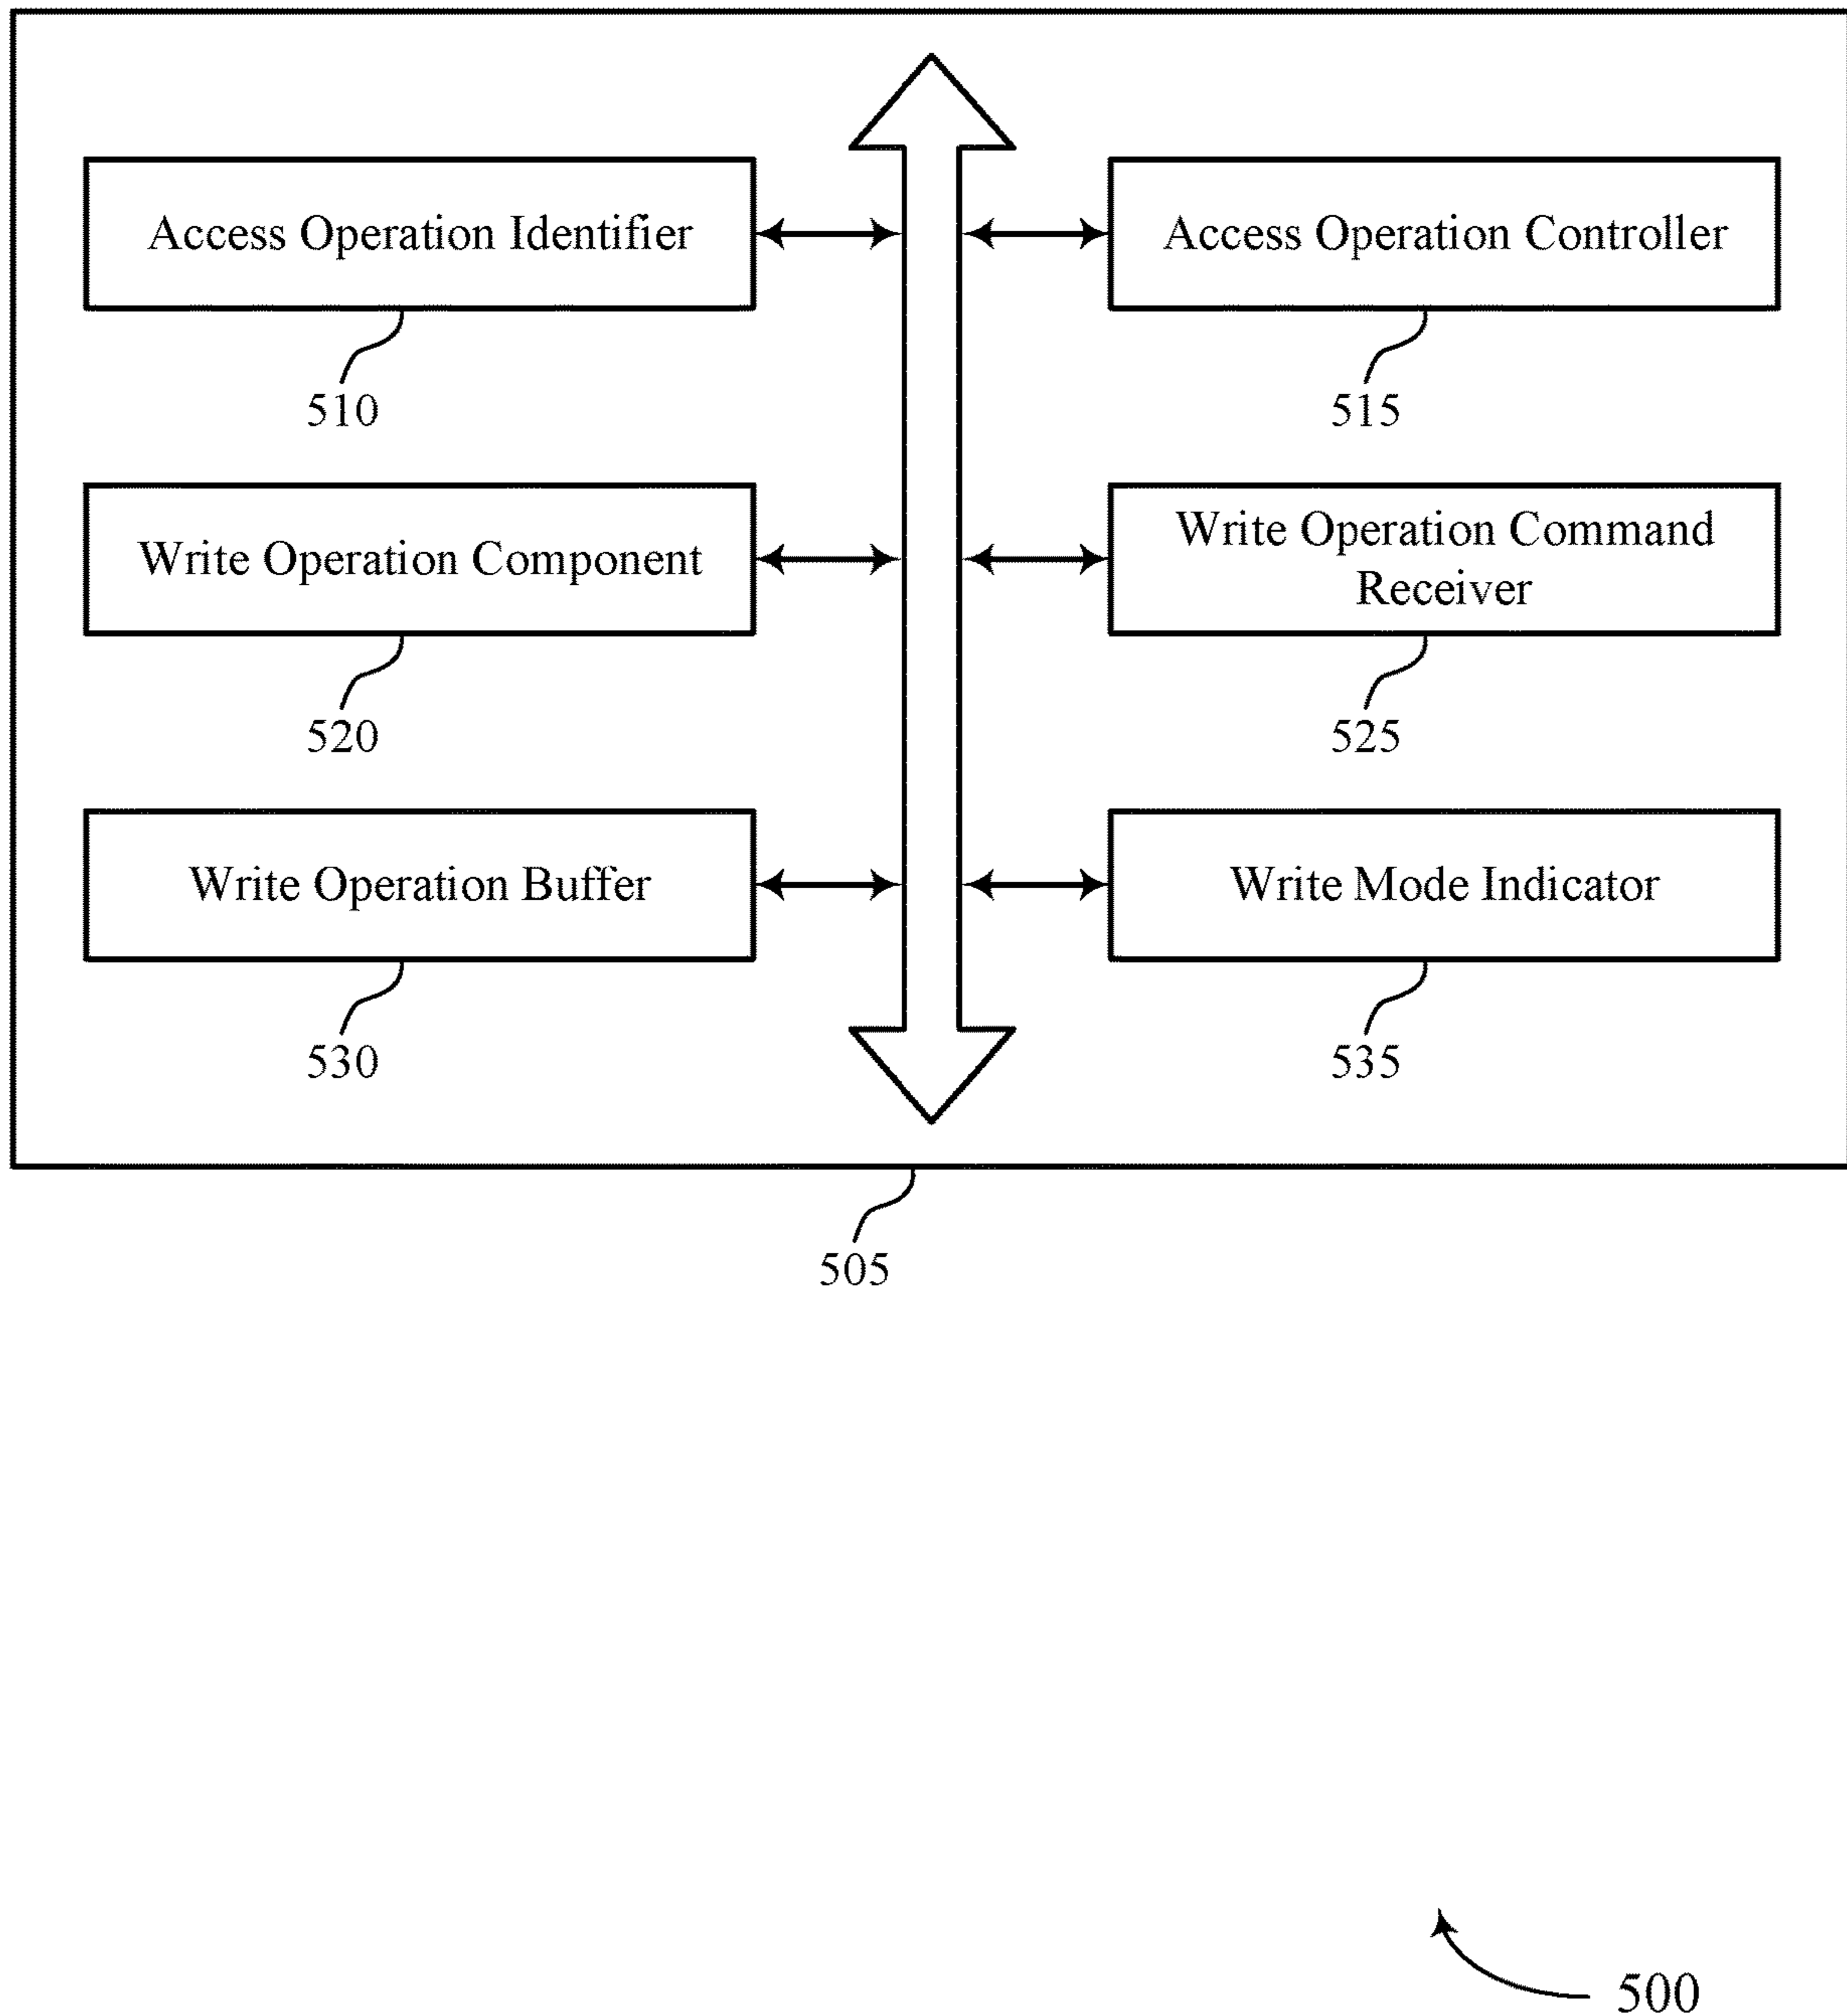 Access Operation Identifier
Access Operation Controller
510
515
Write Operation Component
Write Operation Command
Receiver
520
525
Write Operation Buffer
Write Mode Indicator
530
535
505
500